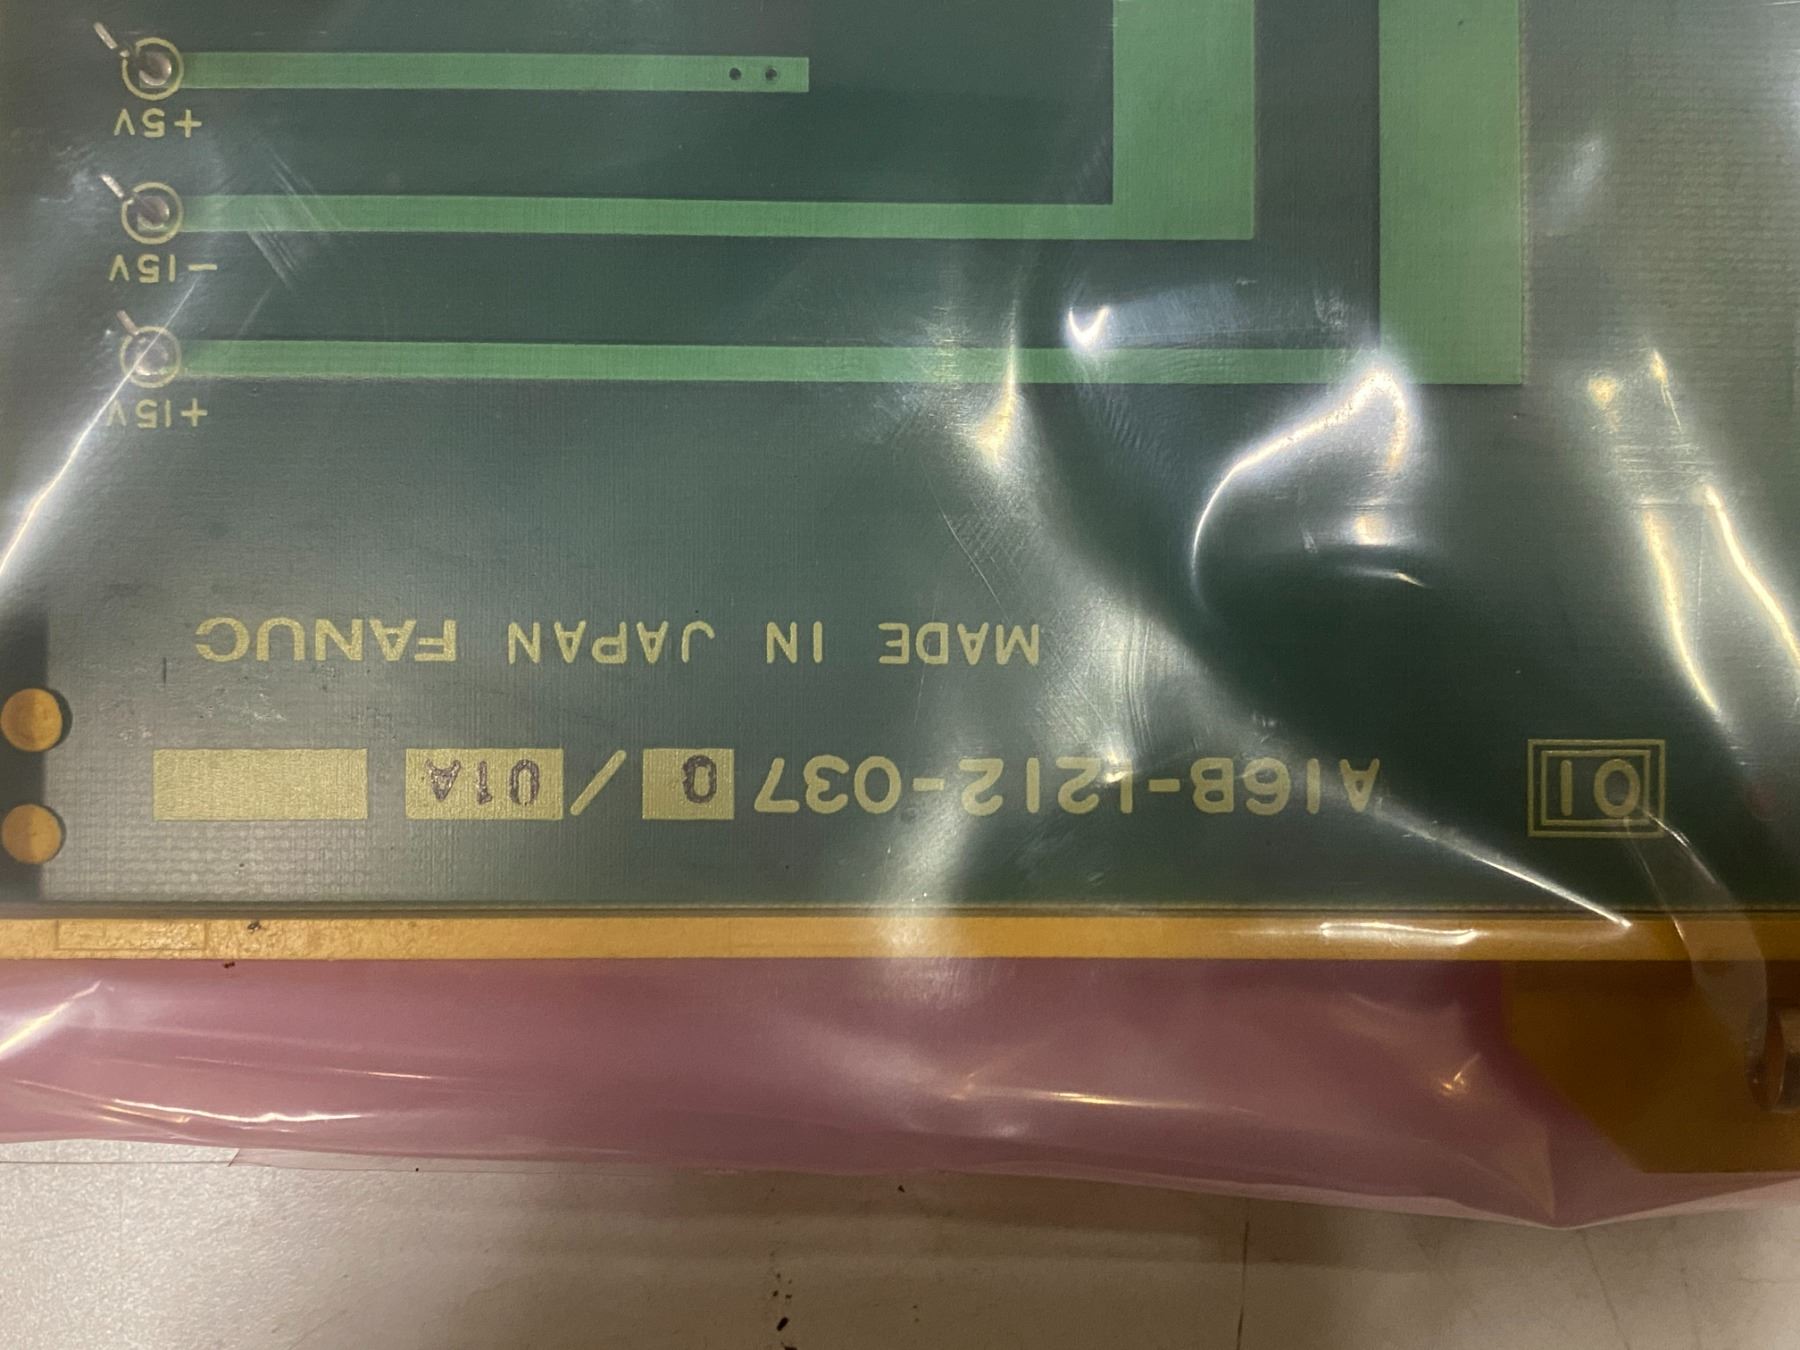 01 A16B-1212-0370/01A
MADE IN JAPAN FANUC
+15V
-15V
+5V